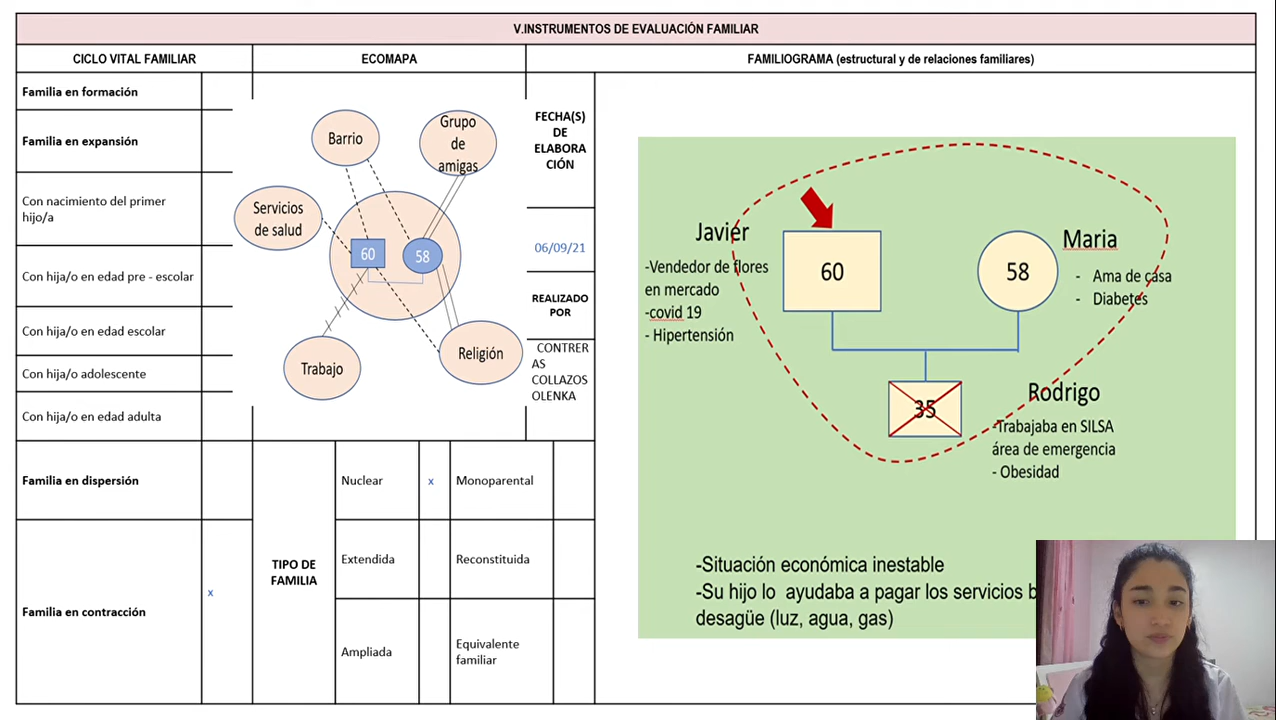 V.INSTRUMENTOS DE EVALUACIÓN FAMILIAR
CICLO VITAL FAMILIAR
ECOMAPA
FAMILIOGRAMA (estructural y de relaciones familiares)
Familia en formación
Familia en expansión
Con nacimiento del primer
hijo/a
Con hija/o en edad pre - escolar
Con hijo/o en edad escolar
Con hija/o adolescente
Con hija/o en edad adulta
Familia en dispersión
Familia en contracción
x
Barrio
Grupo
de
amigas
Servicios
de salud
60
58
Trabajo
Religión
FECHA(S)
DE
ELABORA
CIÓN
06/09/21
REALIZADO
POR
CONTRER
AS
COLLAZOS
OLENKA
TIPO DE
FAMILIA
Nuclear
x
Monoparental
Extendida
Reconstituida
Ampliada
Equivalente
familiar
Javier
-Vendedor de flores
en mercado
-covid 19
- Hipertensión
60
58
Maria
- Ama de casa
- Diabetes
35
Rodrigo
-Trabajaba en SILSA
área de emergencia
- Obesidad
-Situación económica inestable
-Su hijo lo ayudaba a pagar los servicios
desagüe (luz, agua, gas)